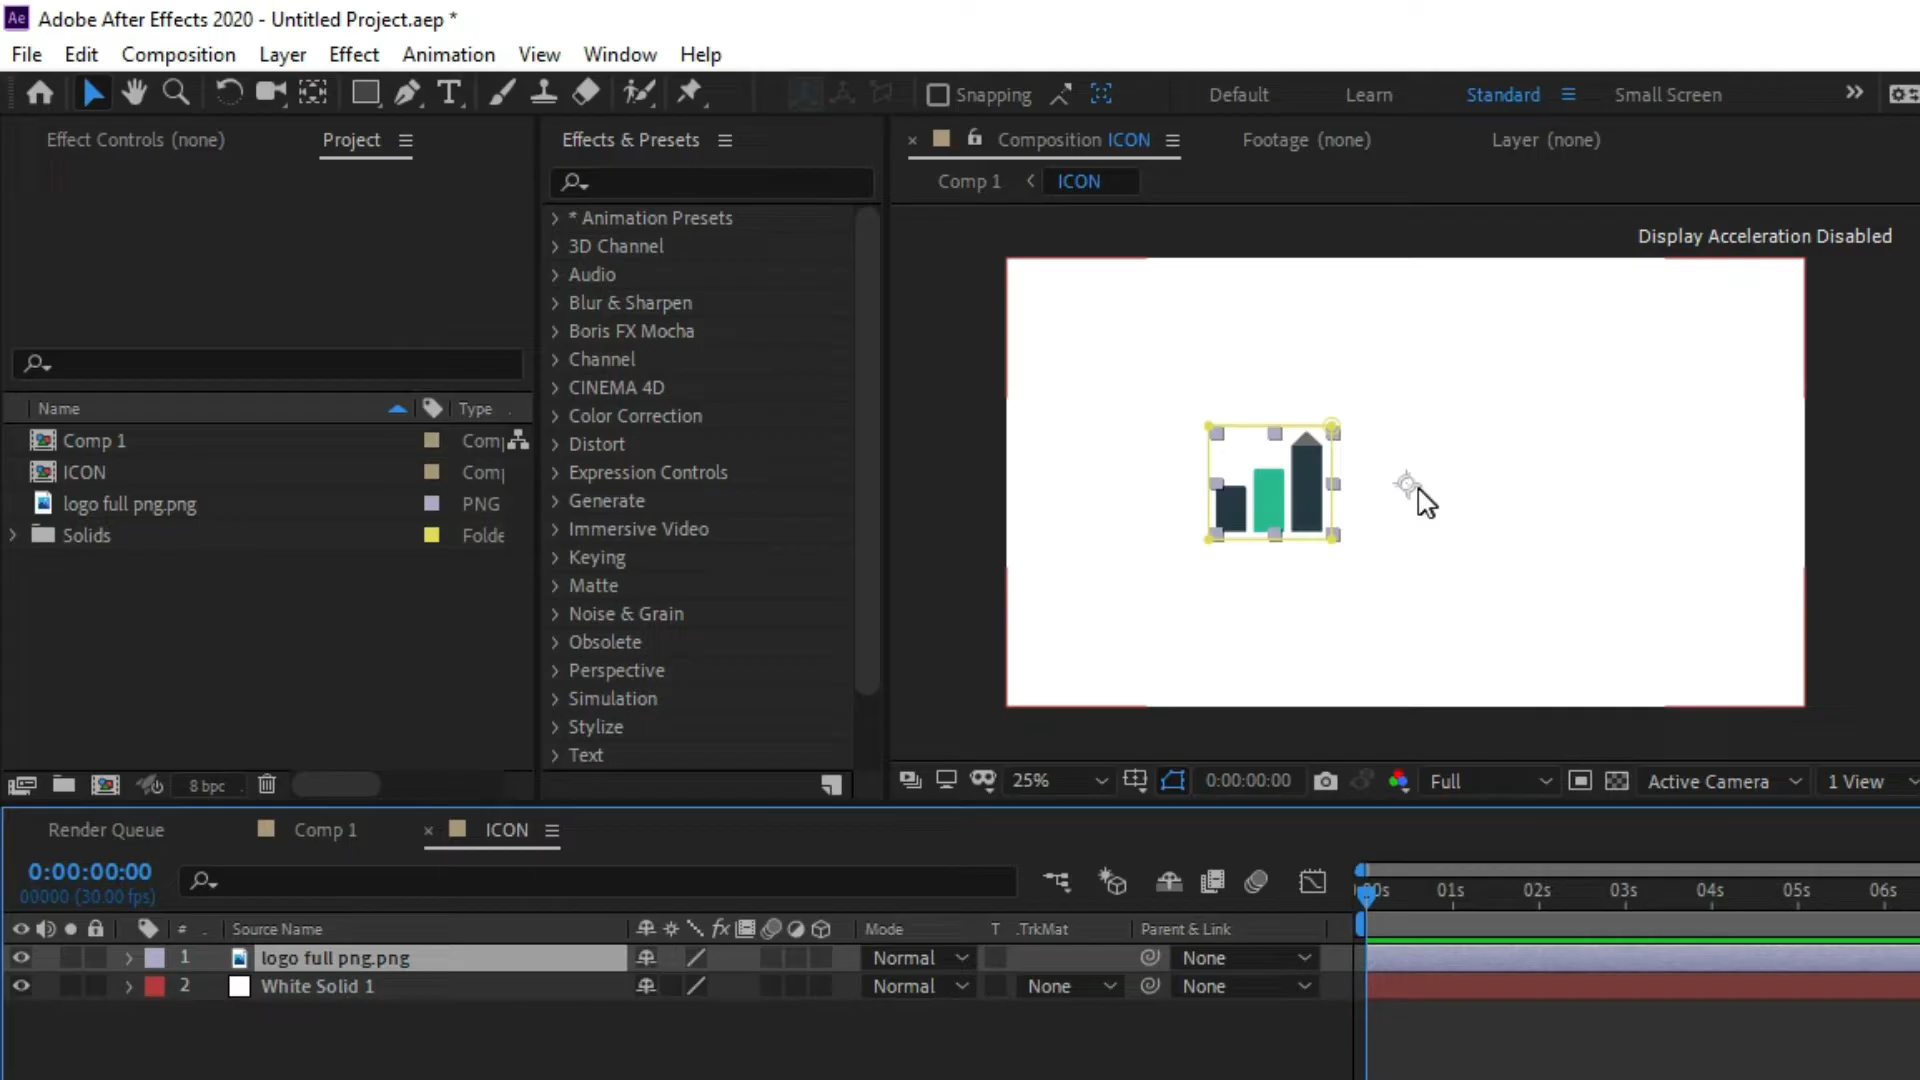 Ae Adobe After Effects 2020 - Untitled Project.aep *
File Edit Composition Layer Effect Animation View Window Help
T Snapping Default Learn Standard Small Screen
Effect Controls (none) Project
Effects & Presets
Composition ICON Footage (none) Layer (none)
Comp 1 ICON
Display Acceleration Disabled
Name Type
Comp 1 Comp
ICON Comp
logo full png.png PNG
Solids Folde
* Animation Presets
3D Channel
Audio
Blur & Sharpen
Boris FX Mocha
Channel
CINEMA 4D
Color Correction
Distort
Expression Controls
Generate
Immersive Video
Keying
Matte
Noise & Grain
Obsolete
Perspective
Simulation
Stylize
Text
8 bpc
25% 0:00:00:00 Full Active Camera 1 View
Render Queue Comp 1 ICON
0:00:00:00
00000 (30.00 fps)
00s 01s 02s 03s 04s 05s 06s
# Source Name fx Mode T .TrkMat Parent & Link
1 logo full png.png Normal None
2 White Solid 1 Normal None None